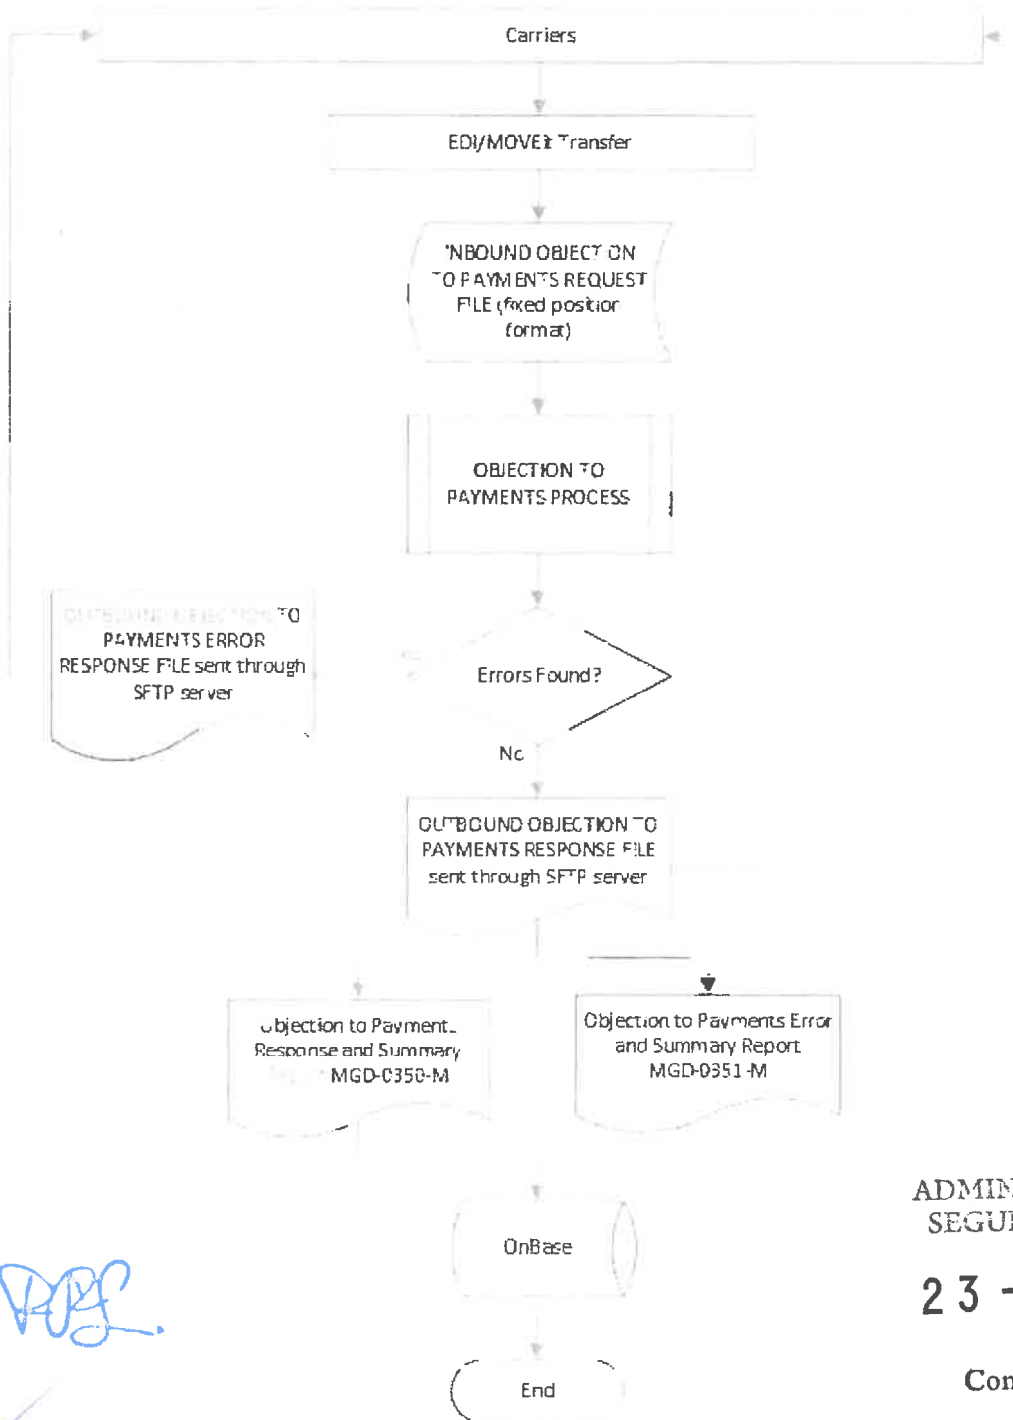 Carriers
EDI/MOVEit Transfer
INBOUND OBJECTION
TO PAYMENTS REQUEST
FILE (fixed position
format)
OBJECTION TO
PAYMENTS PROCESS
OUTBOUND OBJECTION TO
PAYMENTS ERROR
RESPONSE FILE sent through
SFTP server
Errors Found?
No
OUTBOUND OBJECTION TO
PAYMENTS RESPONSE FILE
sent through SFTP server
Objection to Payments
Response and Summary
MGD-0350-M
Objection to Payments Error
and Summary Report
MGD-0351-M
OnBase
End
ADMIN
SEGU
23 -
Con